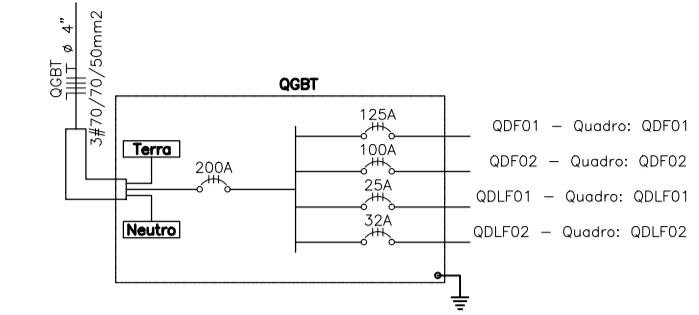 QGBT ø 4"
3#70/70/50mm2
QGBT
Terra
200A
Neutro
125A
QDF01 – Quadro: QDF01
100A
QDF02 – Quadro: QDF02
25A
QDLF01 – Quadro: QDLF01
32A
QDLF02 – Quadro: QDLF02